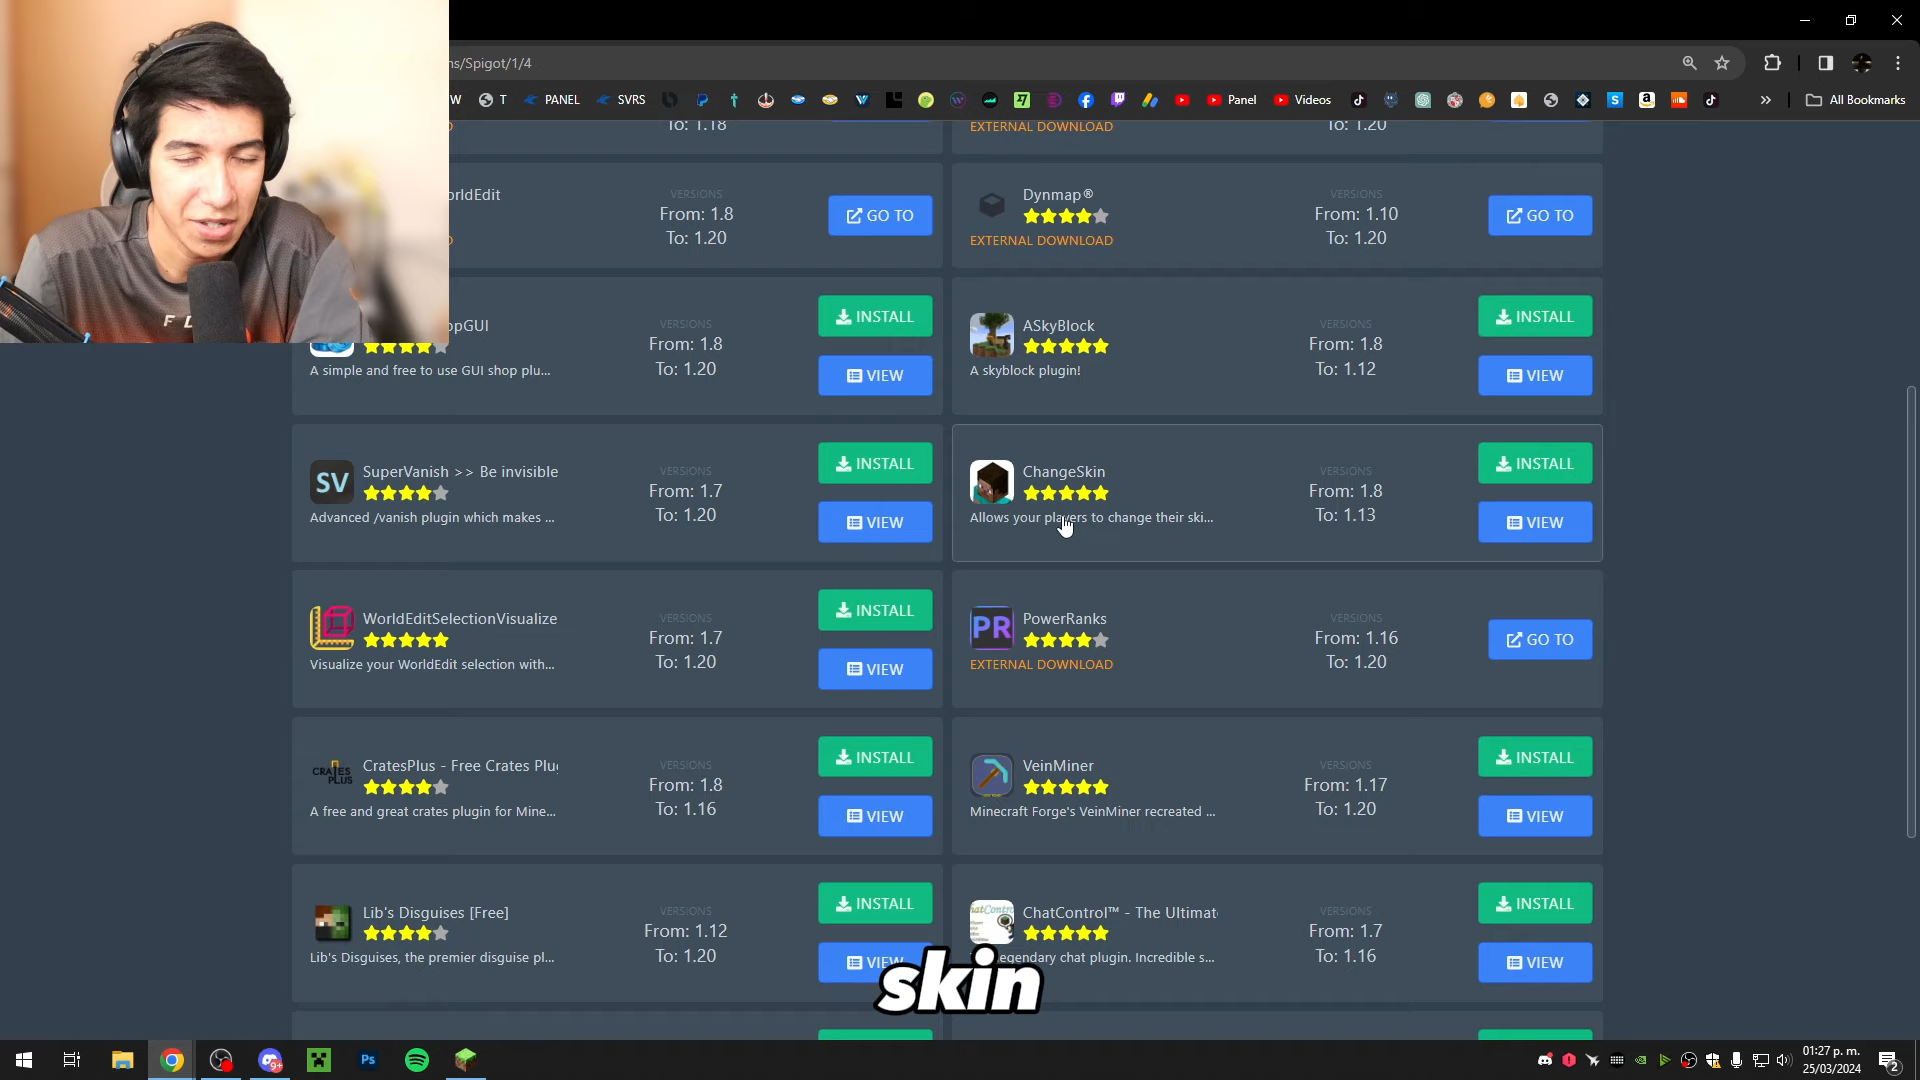 ns/Spigot/1/4
W
T
PANEL
SVRS
Panel
Videos
All Bookmarks
To: 1.18
EXTERNAL DOWNLOAD
To: 1.20
orldEdit
VERSIONS
From: 1.8
To: 1.20
GO TO
Dynmap®
EXTERNAL DOWNLOAD
VERSIONS
From: 1.10
To: 1.20
GO TO
opGUI
A simple and free to use GUI shop plu...
VERSIONS
From: 1.8
To: 1.20
INSTALL
VIEW
ASkyBlock
A skyblock plugin!
VERSIONS
From: 1.8
To: 1.12
INSTALL
VIEW
SV
SuperVanish >> Be invisible
Advanced /vanish plugin which makes ...
VERSIONS
From: 1.7
To: 1.20
INSTALL
VIEW
ChangeSkin
Allows your players to change their ski...
VERSIONS
From: 1.8
To: 1.13
INSTALL
VIEW
WorldEditSelectionVisualize
Visualize your WorldEdit selection with...
VERSIONS
From: 1.7
To: 1.20
INSTALL
VIEW
PR
PowerRanks
EXTERNAL DOWNLOAD
VERSIONS
From: 1.16
To: 1.20
GO TO
CRATES
PLUS
CratesPlus - Free Crates Plu
A free and great crates plugin for Mine...
VERSIONS
From: 1.8
To: 1.16
INSTALL
VIEW
VeinMiner
Minecraft Forge's VeinMiner recreated ...
VERSIONS
From: 1.17
To: 1.20
INSTALL
VIEW
Lib's Disguises [Free]
Lib's Disguises, the premier disguise pl...
VERSIONS
From: 1.12
To: 1.20
INSTALL
VIEW
ChatControl™ - The Ultimat
egendary chat plugin. Incredible s...
VERSIONS
From: 1.7
To: 1.16
INSTALL
VIEW
skin
Ps
9+
01:27 p. m.
25/03/2024
2